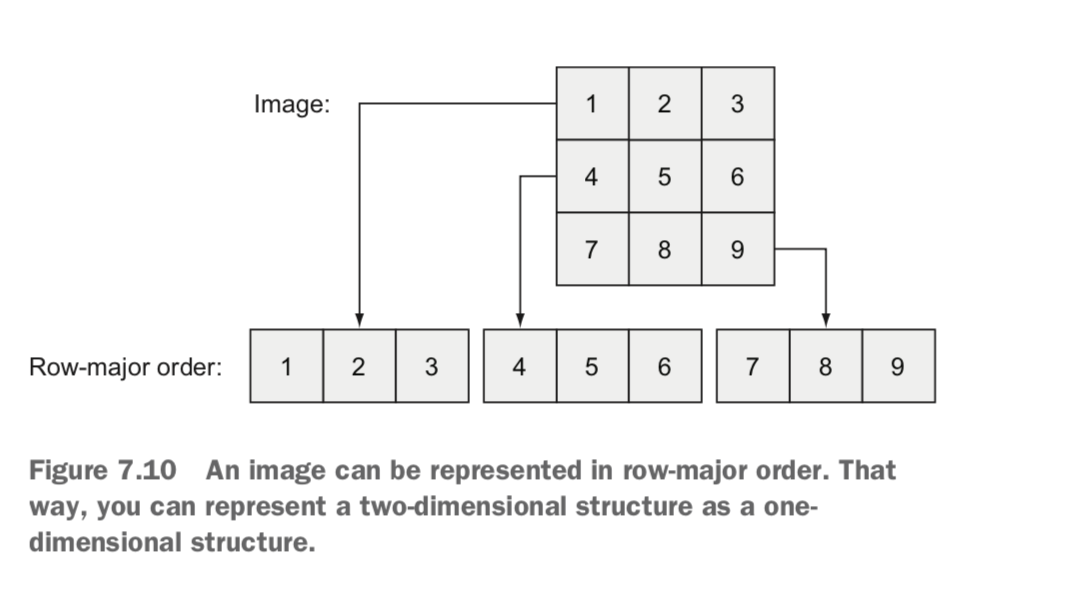 Image:
1 2 3
4 5 6
7 8 9
Row-major order:
1 2 3 4 5 6 7 8 9
Figure 7.10 An image can be represented in row-major order. That
way, you can represent a two-dimensional structure as a one-
dimensional structure.